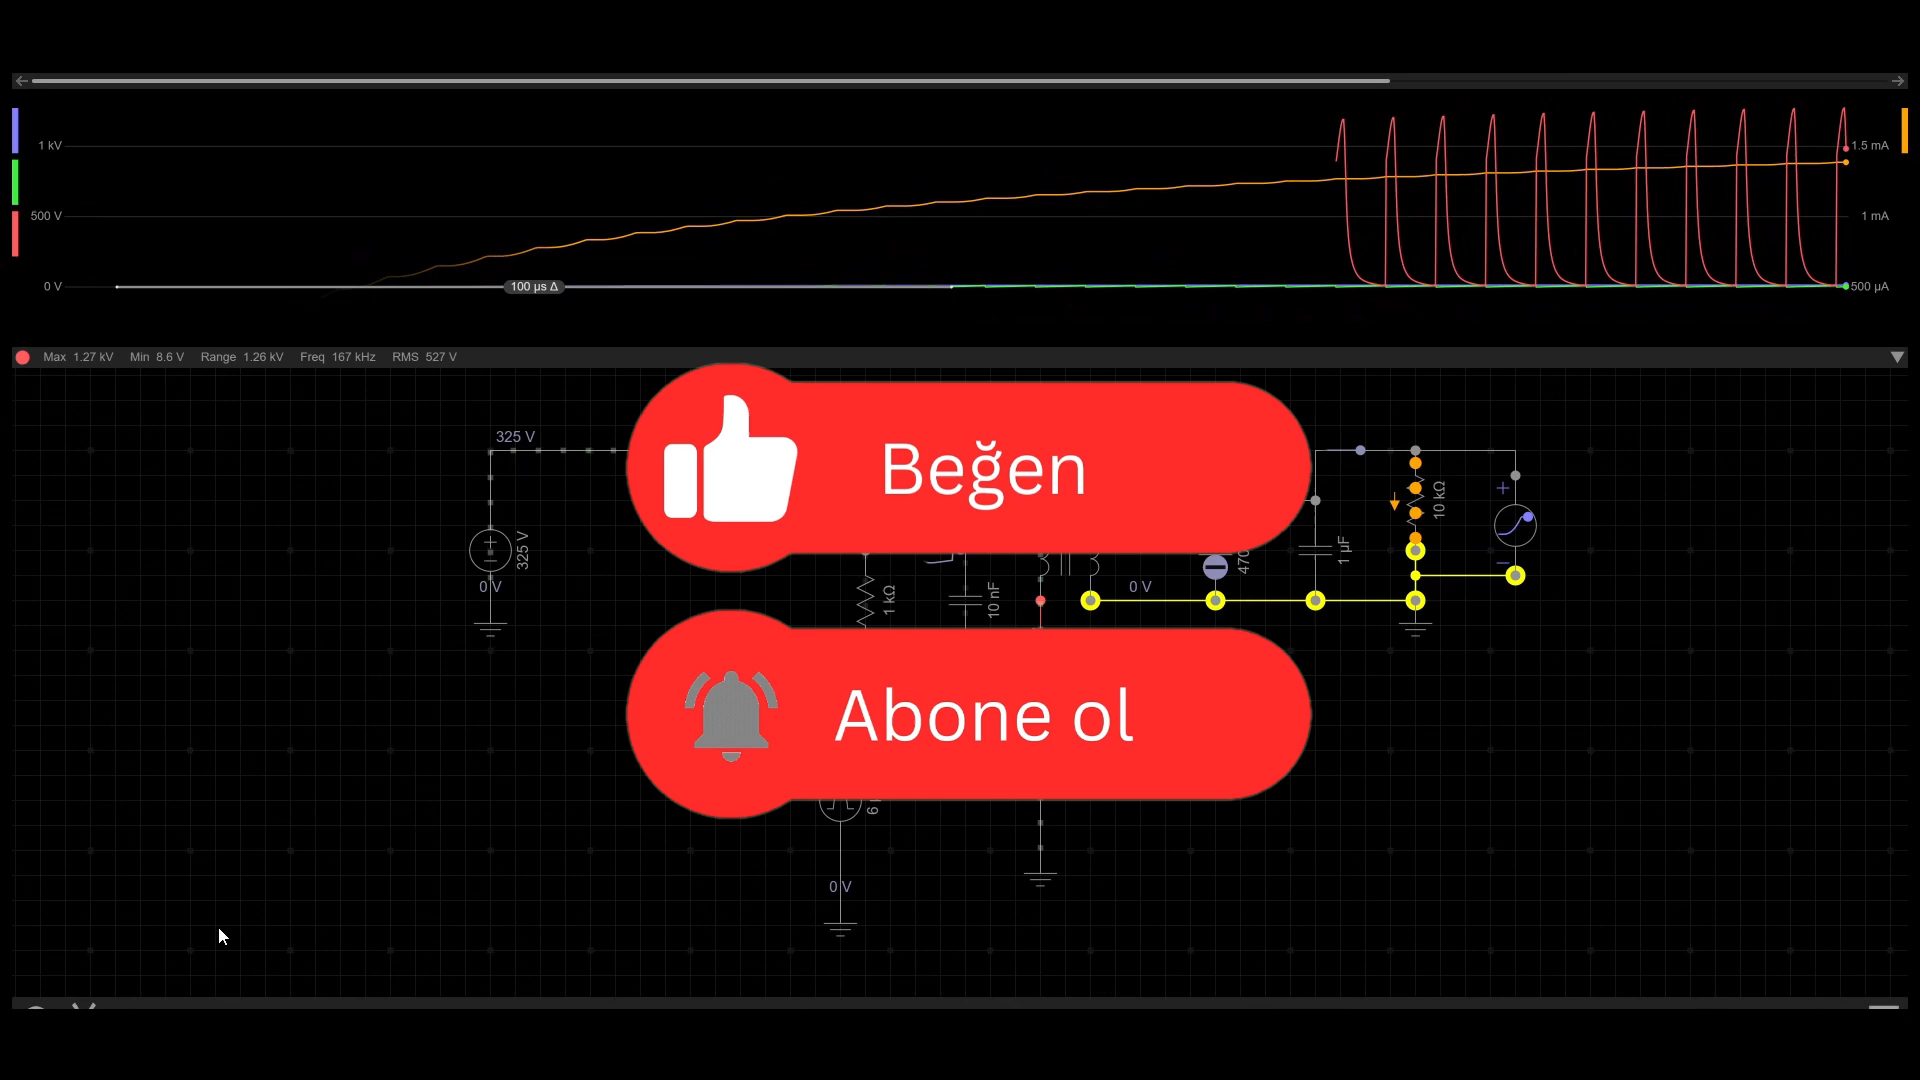 1 kV
1.5 mA
500 V
1 mA
0 V
100 μs Δ
500 μA
Max 1.27 kV Min 8.6 V Range 1.26 kV Freq 167 kHz RMS 527 V
Beğen
325 V
325 V
0 V
1 kΩ
10 nF
0 V
1 μF
10 kΩ
Abone ol
0 V